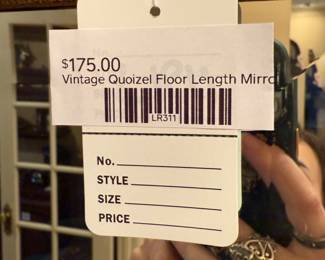 $175.00
Vintage Quoizel Floor Length Mirro
LR311
No.
STYLE
SIZE
PRICE